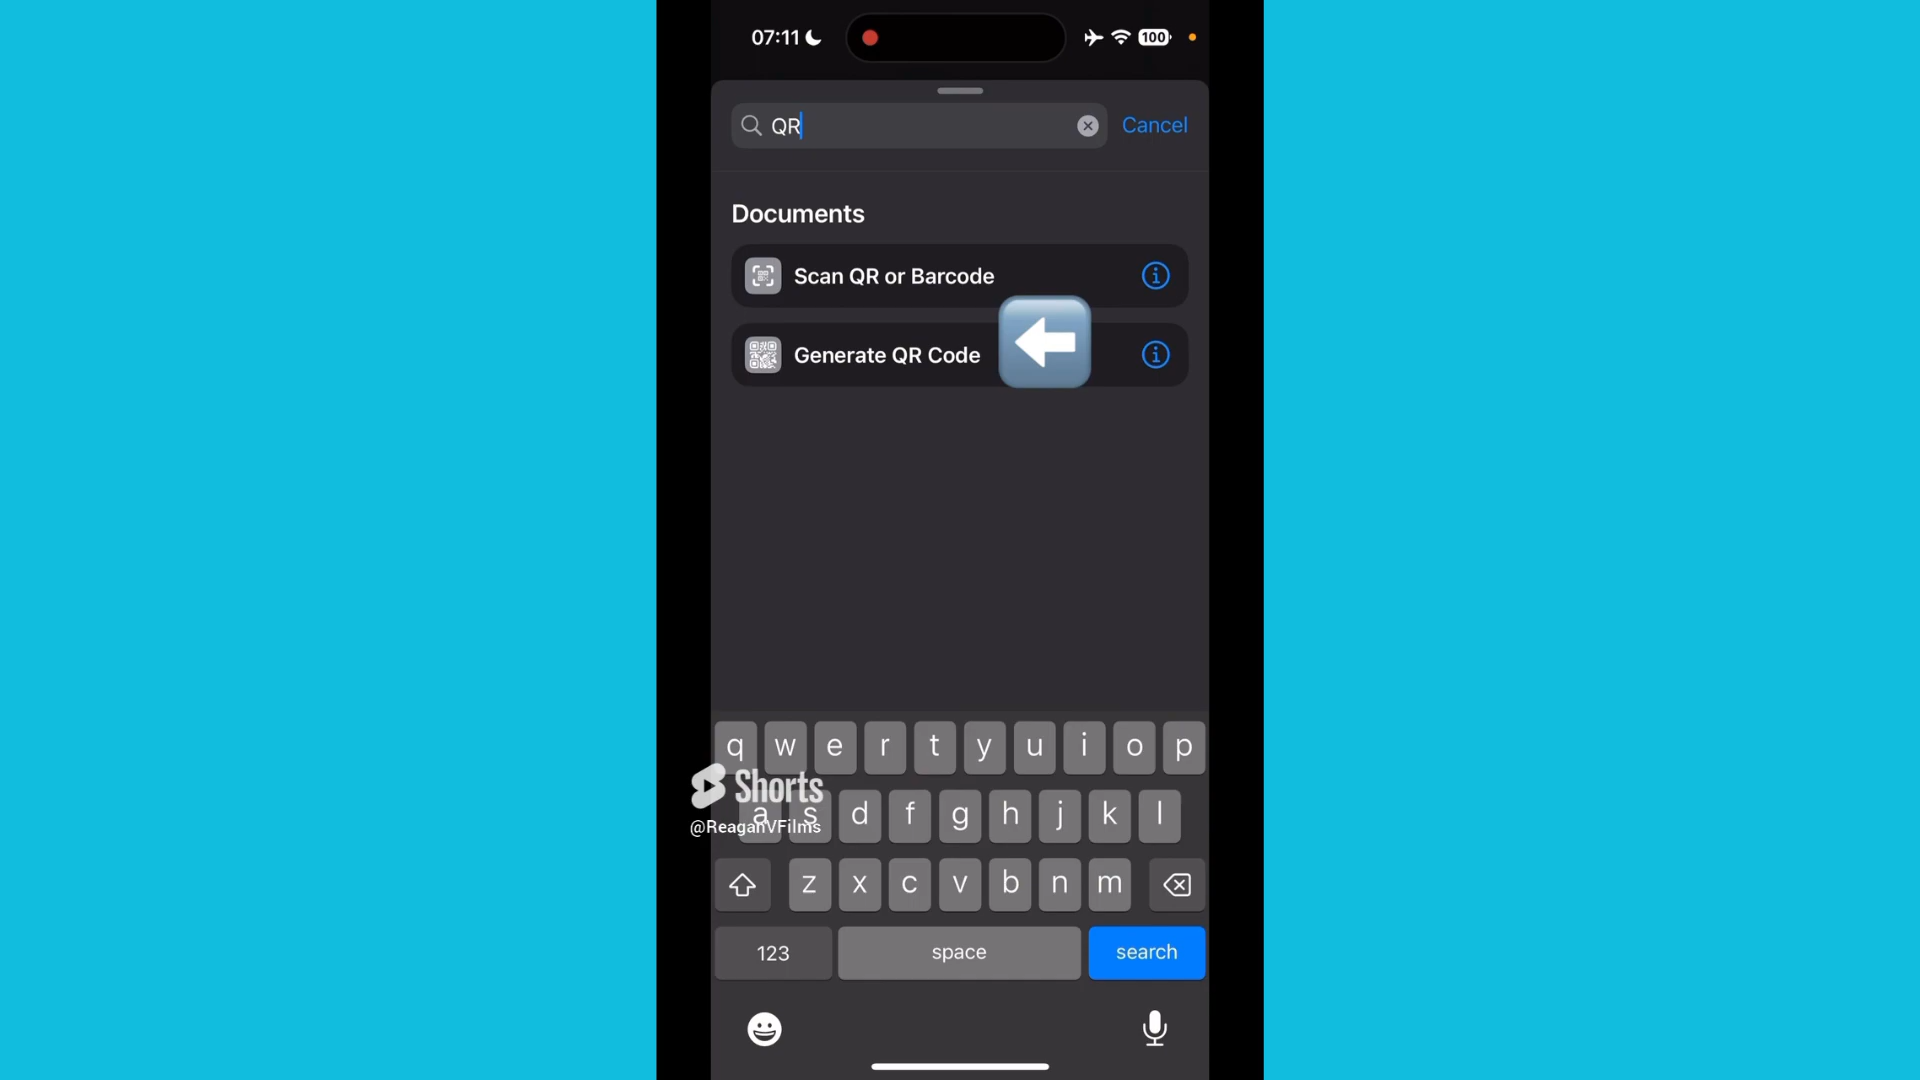 07:11
100
QR
Cancel
Documents
Scan QR or Barcode
Generate QR Code
q w e r t y u i o p
Shorts
a s d f g h j k l
@ReaganVFilms
z x c v b n m
123 space search